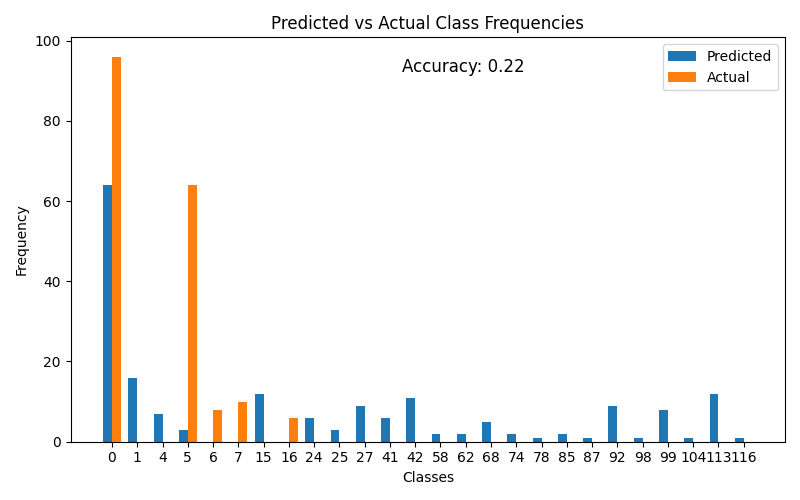 Predicted vs Actual Class Frequencies
Accuracy: 0.22
Predicted
Actual
Frequency
100
80
60
40
20
0
0 1 4 5 6 7 15 16 24 25 27 41 42 58 62 68 74 78 85 87 92 98 99 104 113 116
Classes